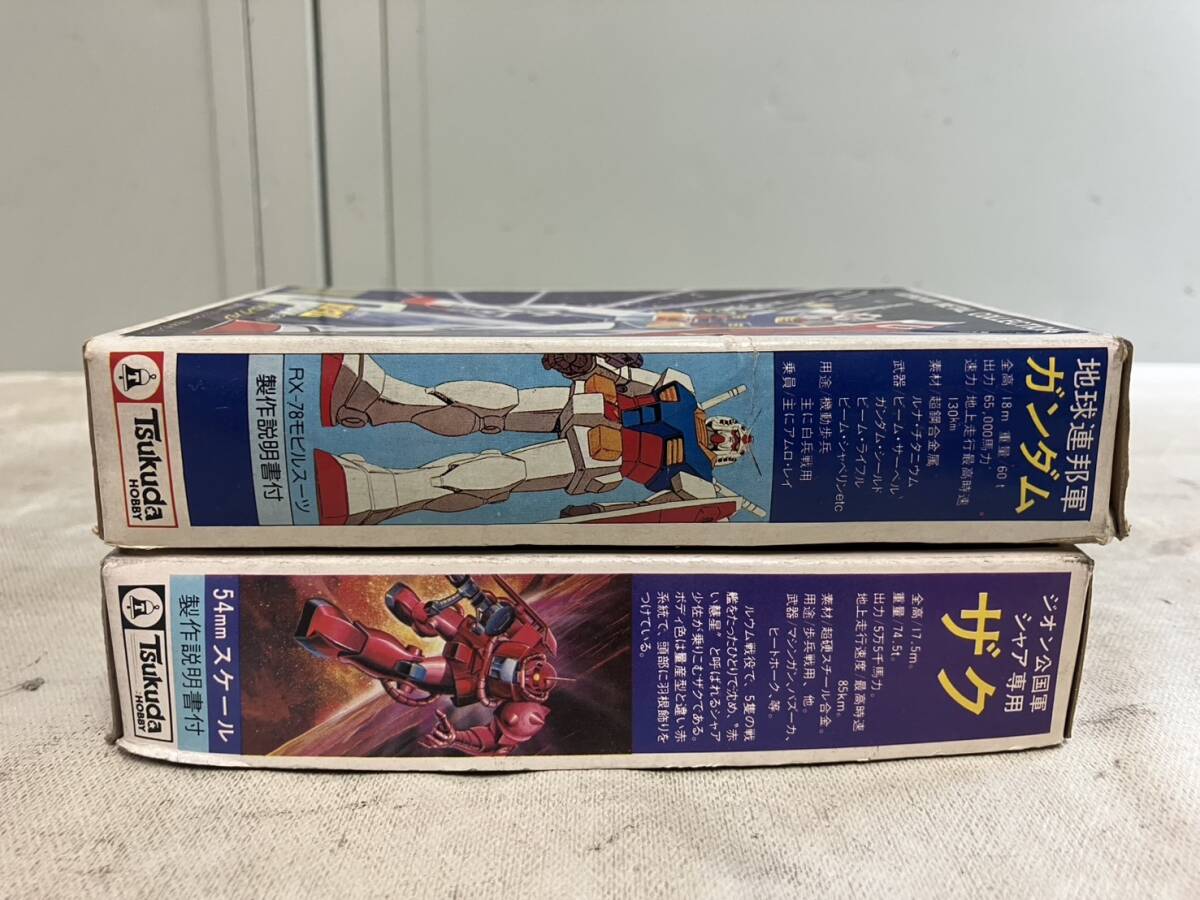 地球連邦軍
ガンダム
全高 18m 重量 60t
出力 65,000馬力
速力 地上走行最高時速
130km
素材 超鋼合金属
ルナ・チタニウム
武器 ビーム・サーベル
ガンダム・シールド
ビーム・ライフル
ビーム・ジャベリンetc
用途 機動歩兵
主に白兵戦用
乗員/主にアムロ・レイ
RX-78モビルスーツ
製作説明書付
Tsukuda
HOBBY
ジオン公国軍
シャア専用
ザク
全高/17.5m.
重量/74.5t.
出力/5万5千馬力.
地上走行速度 最高時速
85km.
素材/超硬スチール合金.
用途/歩兵戦用 他.
武器/マシンガン、バズーカ、
ヒートホーク、等.
ルウム戦役で、5隻の戦
艦をたったひとりで沈め、“赤
い彗星”と呼ばれるシャア
少佐が乗りこむザクである。
ボディ色は量産型と違い赤
系統で、頭部に羽根飾りを
つけている。
54mmスケール
製作説明書付
Tsukuda
HOBBY